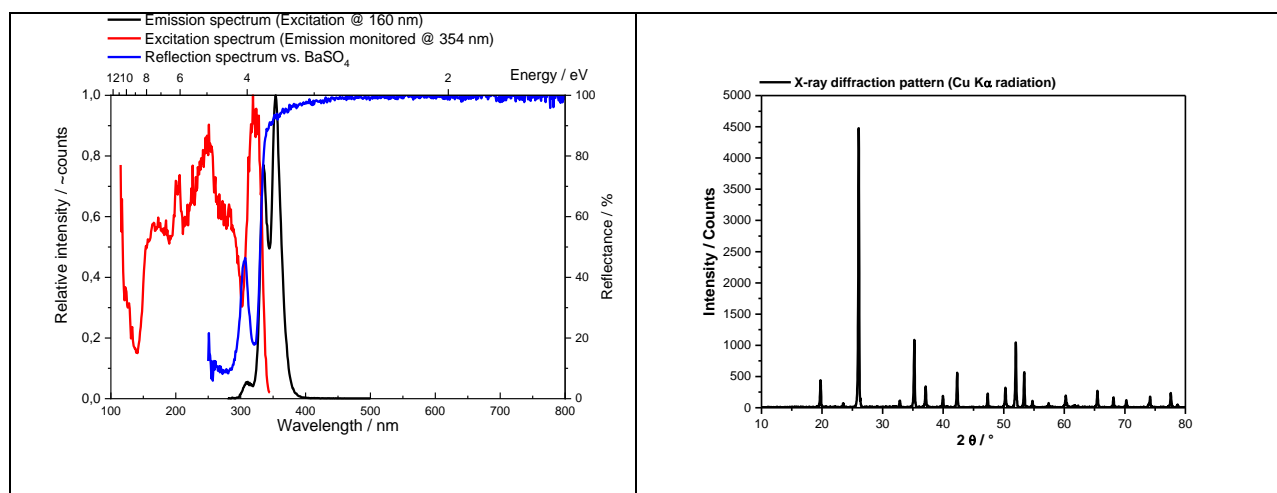 Emission spectrum (Excitation @ 160 nm)
Excitation spectrum (Emission monitored @ 354 nm)
Reflection spectrum vs. BaSO4
1210 8 6 4 2
Energy / eV
1,0
0,8
0,6
0,4
0,2
0,0
Relative intensity / ~counts
100
80
60
40
20
0
Reflectance / %
100 200 300 400 500 600 700 800
Wavelength / nm
X-ray diffraction pattern (Cu Kα radiation)
5000
4500
4000
3500
3000
2500
2000
1500
1000
500
0
Intensity / Counts
10 20 30 40 50 60 70 80
2 θ / °